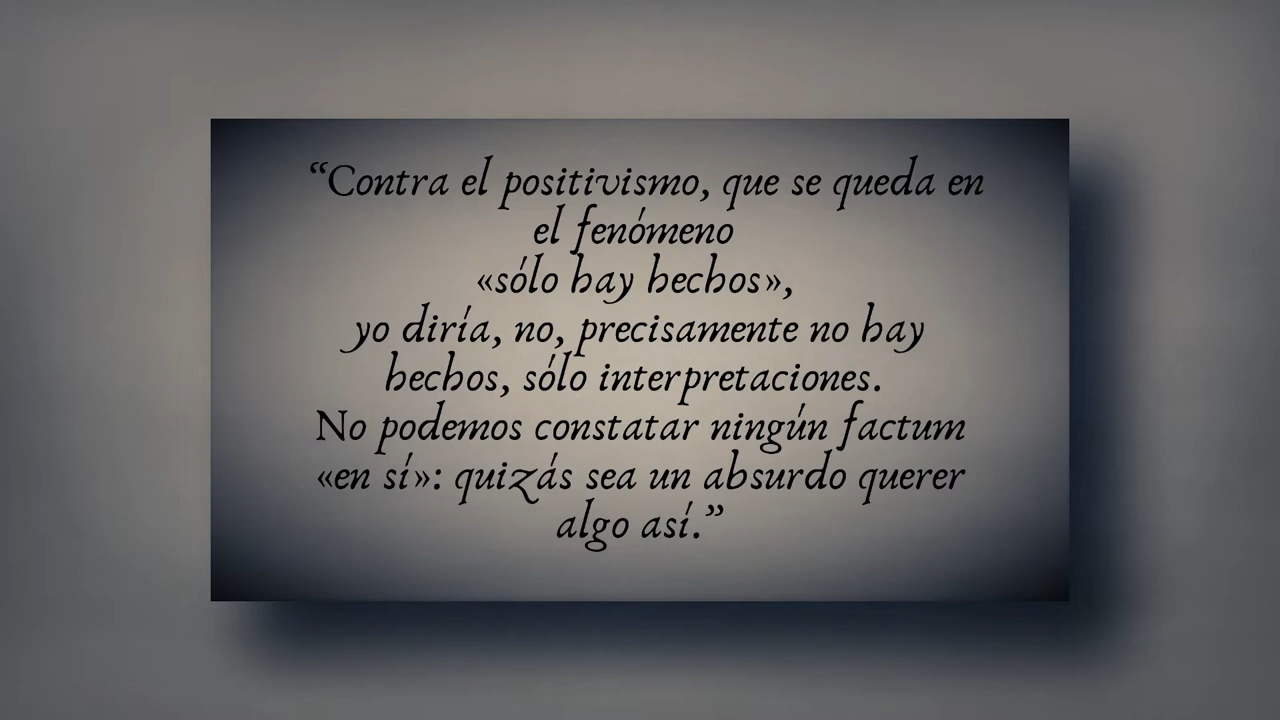 “Contra el positivismo, que se queda en
el fenómeno
«sólo hay hechos»,
yo diría, no, precisamente no hay
hechos, sólo interpretaciones.
No podemos constatar ningún factum
«en sí»: quizás sea un absurdo querer
algo así.”